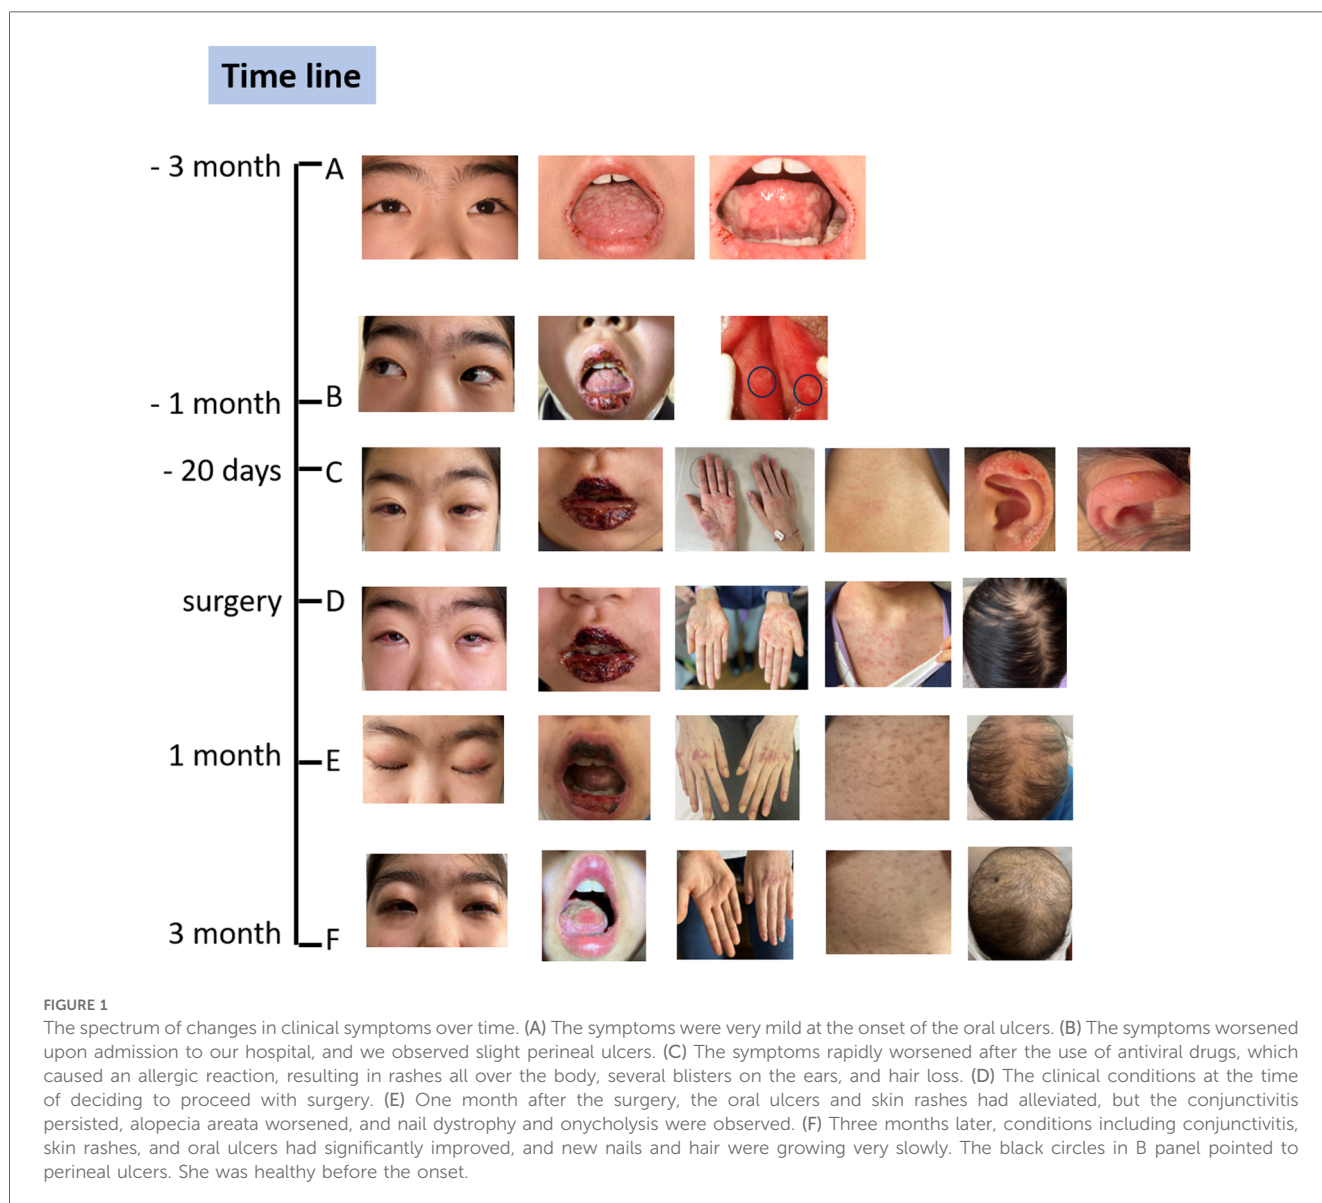 Time line
- 3 month
A
- 1 month
B
- 20 days
C
surgery
D
1 month
E
3 month
F
FIGURE 1
The spectrum of changes in clinical symptoms over time. (A) The symptoms were very mild at the onset of the oral ulcers. (B) The symptoms worsened
upon admission to our hospital, and we observed slight perineal ulcers. (C) The symptoms rapidly worsened after the use of antiviral drugs, which
caused an allergic reaction, resulting in rashes all over the body, several blisters on the ears, and hair loss. (D) The clinical conditions at the time
of deciding to proceed with surgery. (E) One month after the surgery, the oral ulcers and skin rashes had alleviated, but the conjunctivitis
persisted, alopecia areata worsened, and nail dystrophy and onycholysis were observed. (F) Three months later, conditions including conjunctivitis,
skin rashes, and oral ulcers had significantly improved, and new nails and hair were growing very slowly. The black circles in B panel pointed to
perineal ulcers. She was healthy before the onset.